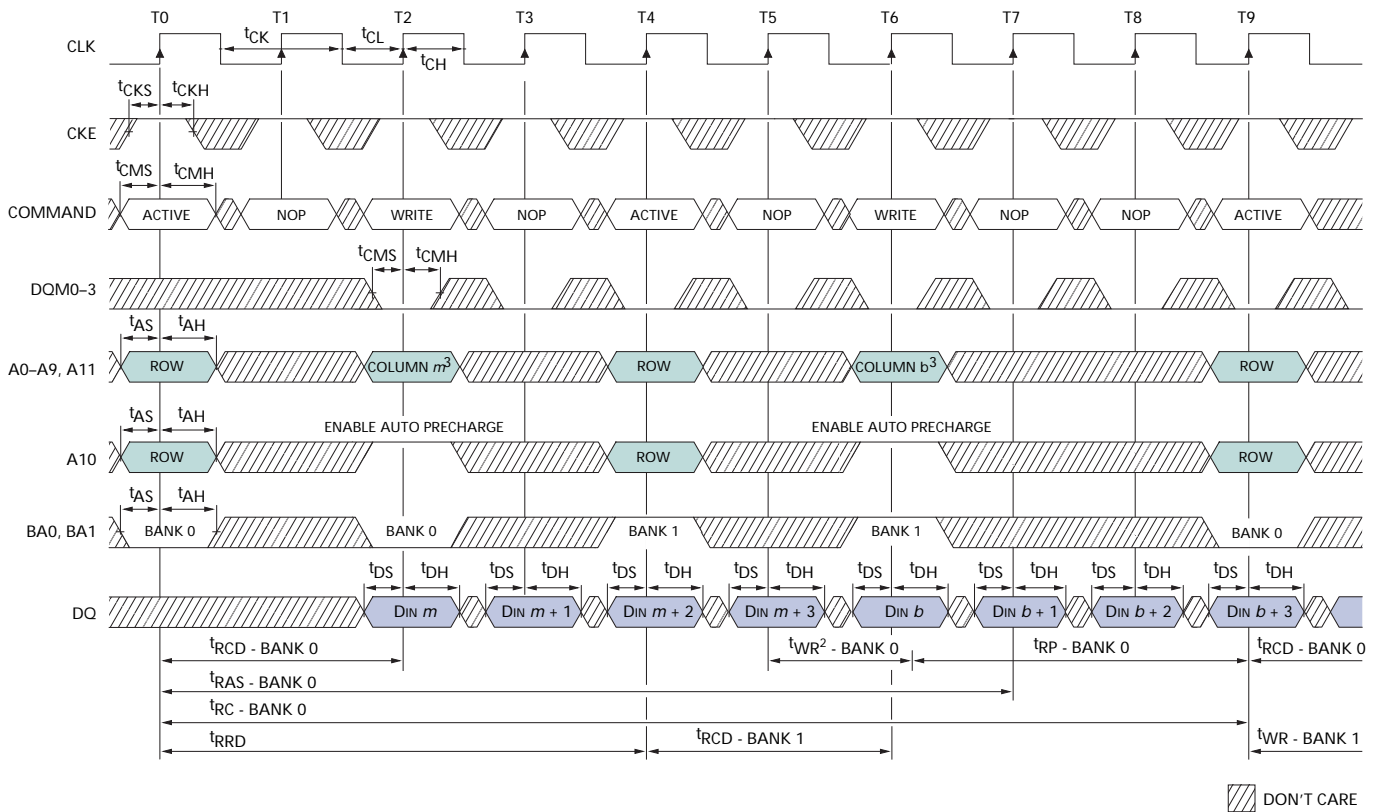 T0 T1 T2 T3 T4 T5 T6 T7 T8 T9
CLK tCK tCL tCH
tCKS tCKH
CKE
tCMS tCMH
COMMAND ACTIVE NOP WRITE NOP ACTIVE NOP WRITE NOP NOP ACTIVE
tCMS tCMH
DQM0–3
tAS tAH
A0–A9, A11 ROW COLUMN m3 ROW COLUMN b3 ROW
tAS tAH ENABLE AUTO PRECHARGE ENABLE AUTO PRECHARGE
A10 ROW ROW ROW
tAS tAH
BA0, BA1 BANK 0 BANK 0 BANK 1 BANK 1 BANK 0
tDS tDH tDS tDH tDS tDH tDS tDH tDS tDH tDS tDH tDS tDH tDS tDH
DQ DIN m DIN m + 1 DIN m + 2 DIN m + 3 DIN b DIN b + 1 DIN b + 2 DIN b + 3
tRCD - BANK 0 tWR2 - BANK 0 tRP - BANK 0 tRCD - BANK 0
tRAS - BANK 0
tRC - BANK 0
tRRD tRCD - BANK 1 tWR - BANK 1
DON'T CARE